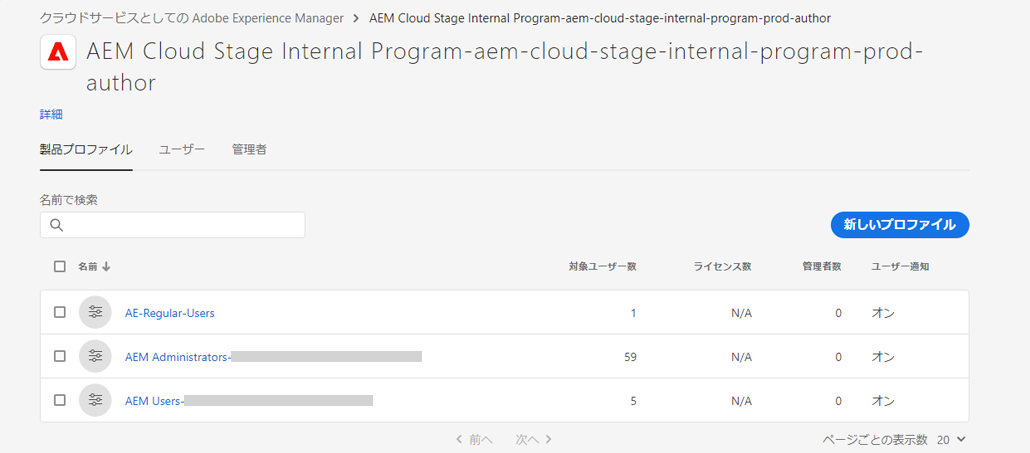 クラウドサービスとしての Adobe Experience Manager > AEM Cloud Stage Internal Program-aem-cloud-stage-internal-program-prod-author
AEM Cloud Stage Internal Program-aem-cloud-stage-internal-program-prod-
author
詳細
製品プロファイル ユーザー 管理者
名前で検索
新しいプロファイル
名前 ↓ 対象ユーザー数 ライセンス数 管理者数 ユーザー通知
AE-Regular-Users 1 N/A 0 オン
AEM Administrators- 59 N/A 0 オン
AEM Users- 5 N/A 0 オン
< 前へ 次へ > ページごとの表示数 20